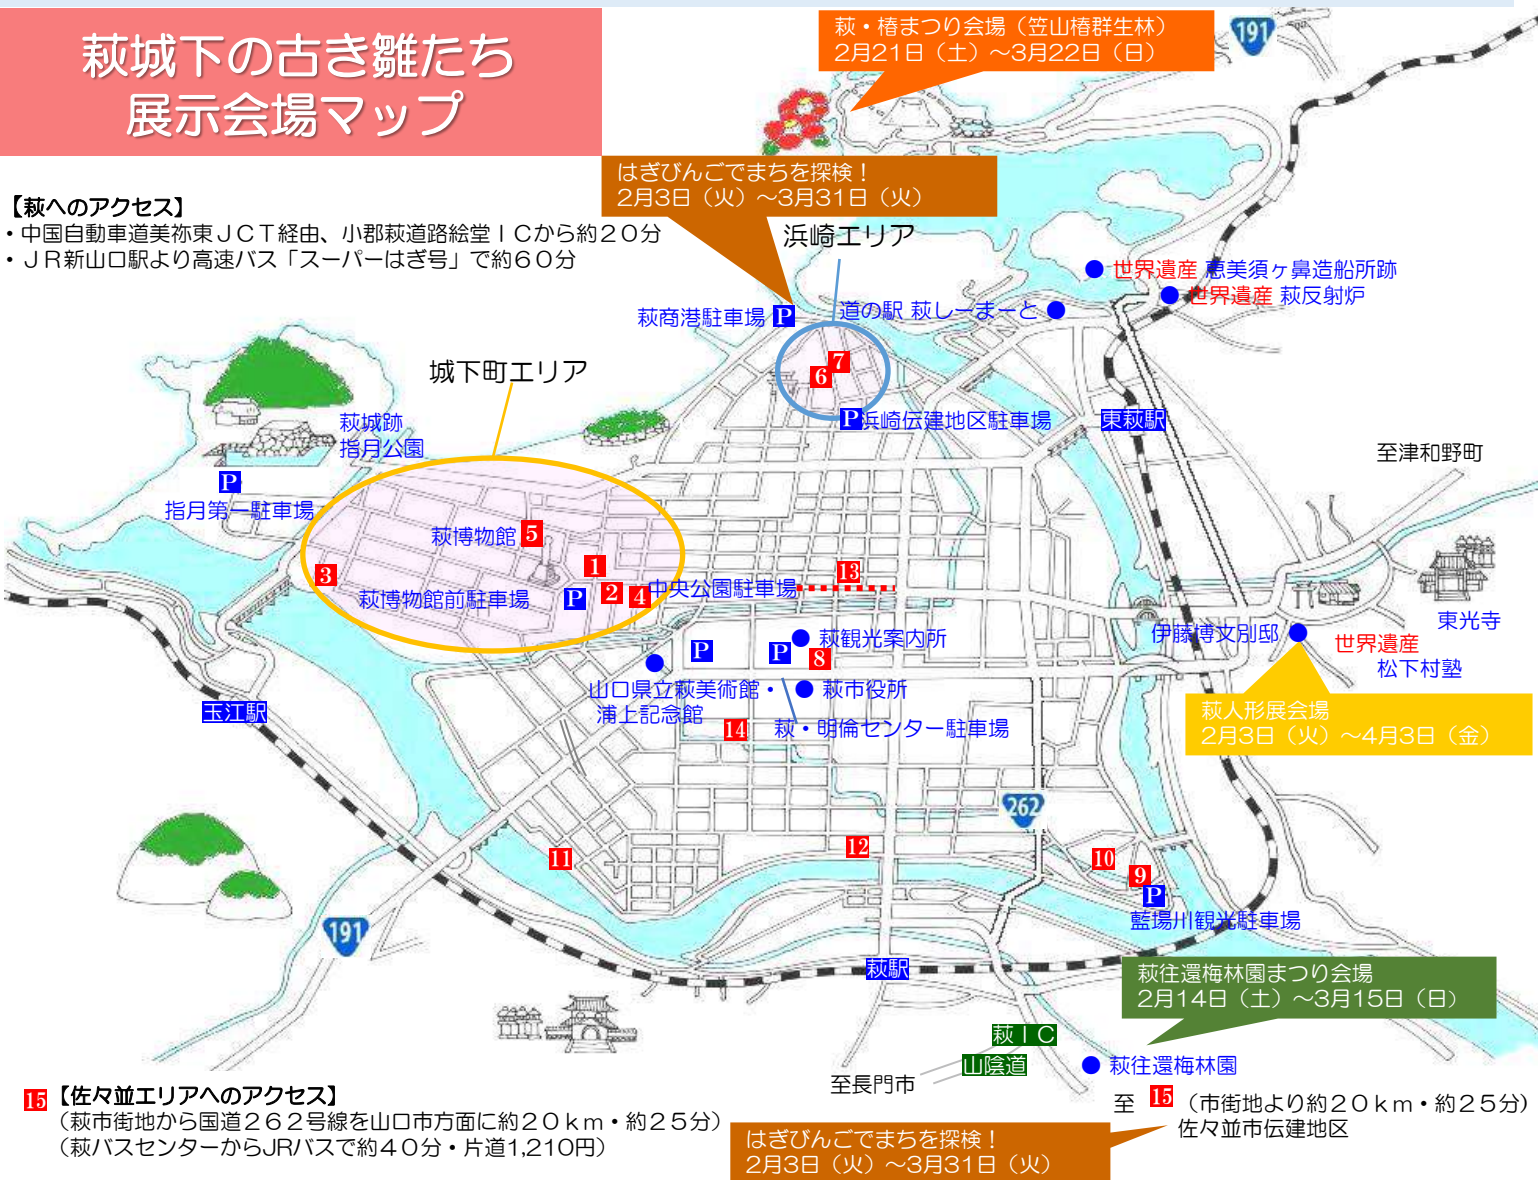 萩城下の古き雛たち
展示会場マップ
萩・椿まつり会場（笠山椿群生林）
2月21日（土）～3月22日（日）
191
はぎびんごでまちを探検！
2月3日（火）～3月31日（火）
【萩へのアクセス】
・中国自動車道美祢東ＪＣＴ経由、小郡萩道路絵堂ＩＣから約２０分
・ＪＲ新山口駅より高速バス「スーパーはぎ号」で約６０分
浜崎エリア
世界遺産 恵美須ヶ鼻造船所跡
世界遺産 萩反射炉
萩商港駐車場 P
道の駅 萩しーまーと
7
6
城下町エリア
萩城跡
指月公園
P浜崎伝建地区駐車場
東萩駅
至津和野町
P
指月第一駐車場
萩博物館 5
1
3
13
萩博物館前駐車場 P
2
4
中央公園駐車場
東光寺
伊藤博文別邸
世界遺産
松下村塾
萩観光案内所
P
P
8
山口県立萩美術館・
浦上記念館
萩市役所
玉江駅
14
萩・明倫センター駐車場
萩人形展会場
2月3日（火）～4月3日（金）
262
11
12
10
9
P
藍場川観光駐車場
191
萩駅
萩往還梅林園まつり会場
2月14日（土）～3月15日（日）
萩ＩＣ
山陰道
萩往還梅林園
至長門市
15【佐々並エリアへのアクセス】
（萩市街地から国道２６２号線を山口市方面に約２０ｋｍ・約２５分）
（萩バスセンターからJRバスで約４０分・片道1,210円）
至 15 （市街地より約２０ｋｍ・約２５分）
佐々並市伝建地区
はぎびんごでまちを探検！
2月3日（火）～3月31日（火）